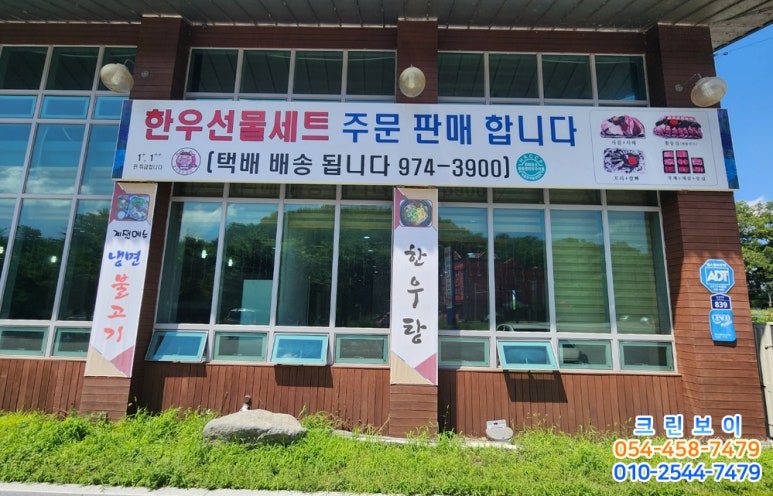 한우선물세트 주문 판매 합니다
(택배 배송 됩니다 974-3900)
계절메뉴
냉면
불고기
한우탕
ADT
839
크린보이
054-458-7479
010-2544-7479